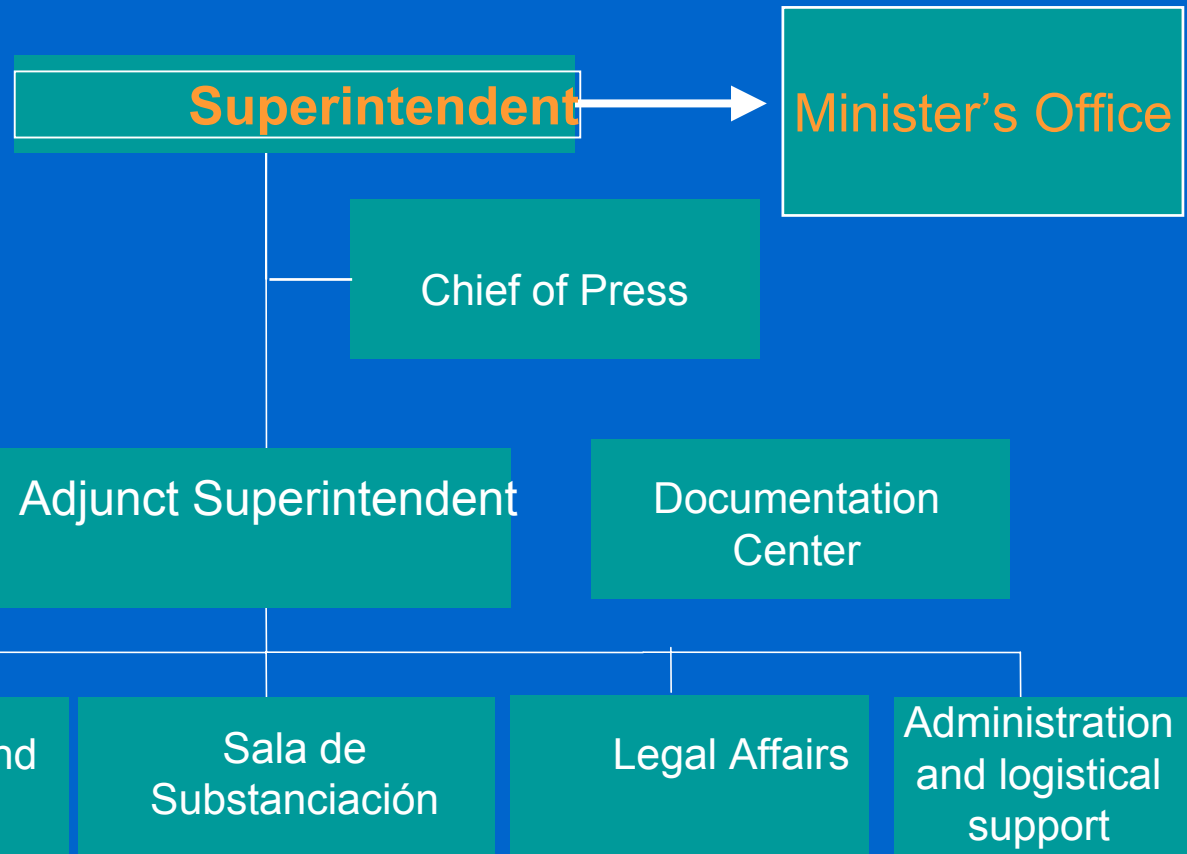 Superintendent
Minister’s Office
Chief of Press
Adjunct Superintendent
Documentation
Center
Sala de
Substanciación
Legal Affairs
Administration
and logistical
support